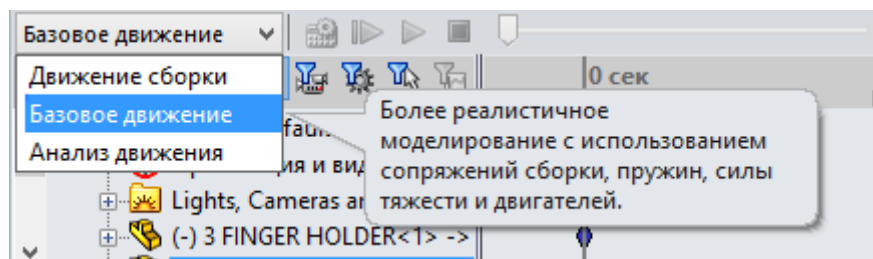 Базовое движение
Движение сборки
0 сек
Базовое движение
Более реалистичное
моделирование с использованием
сопряжений сборки, пружин, силы
тяжести и двигателей.
Анализ движения
Lights, Cameras
(-) 3 FINGER HOLDER<1> ->